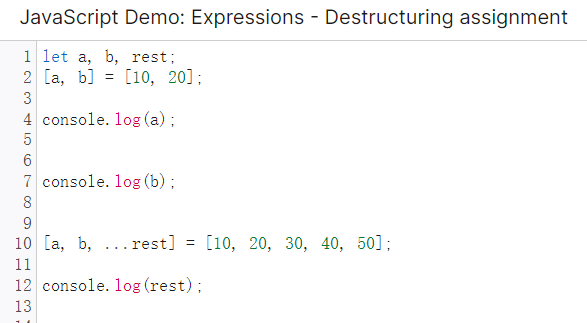 JavaScript Demo: Expressions - Destructuring assignment
1 let a, b, rest;
2 [a, b] = [10, 20];
3
4 console.log(a);
5
6
7 console.log(b);
8
9
10 [a, b, ...rest] = [10, 20, 30, 40, 50];
11
12 console.log(rest);
13